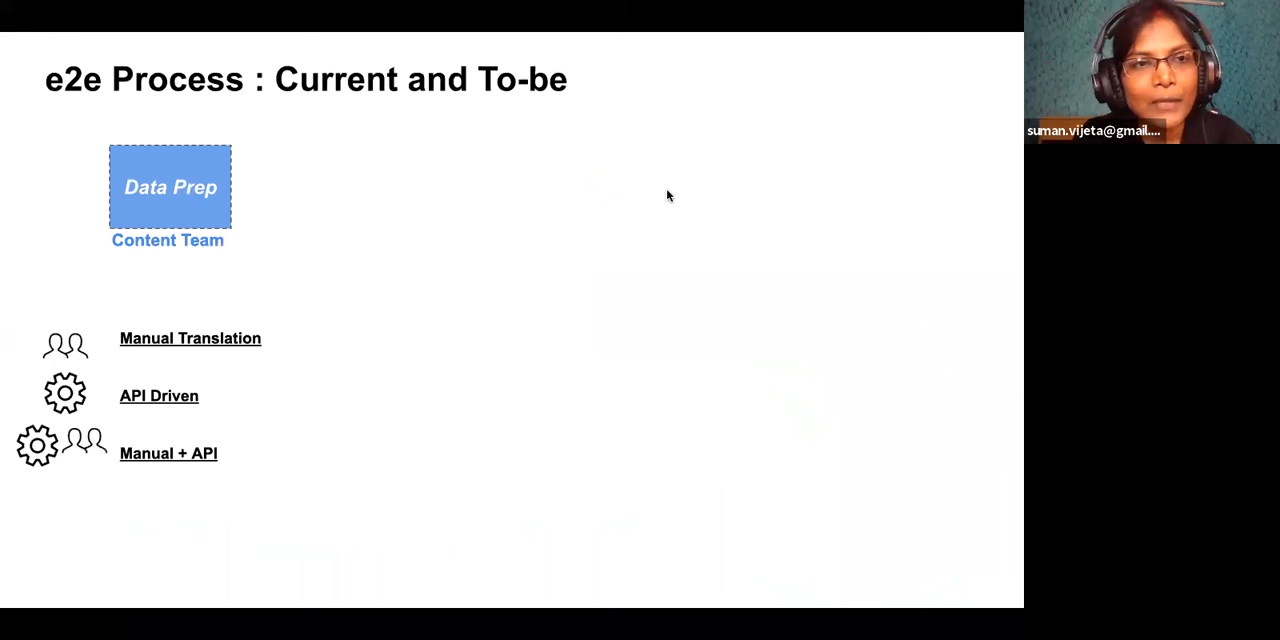 e2e Process : Current and To-be
suman.vijeta@gmail....
Data Prep
Content Team
Manual Translation
API Driven
Manual + API